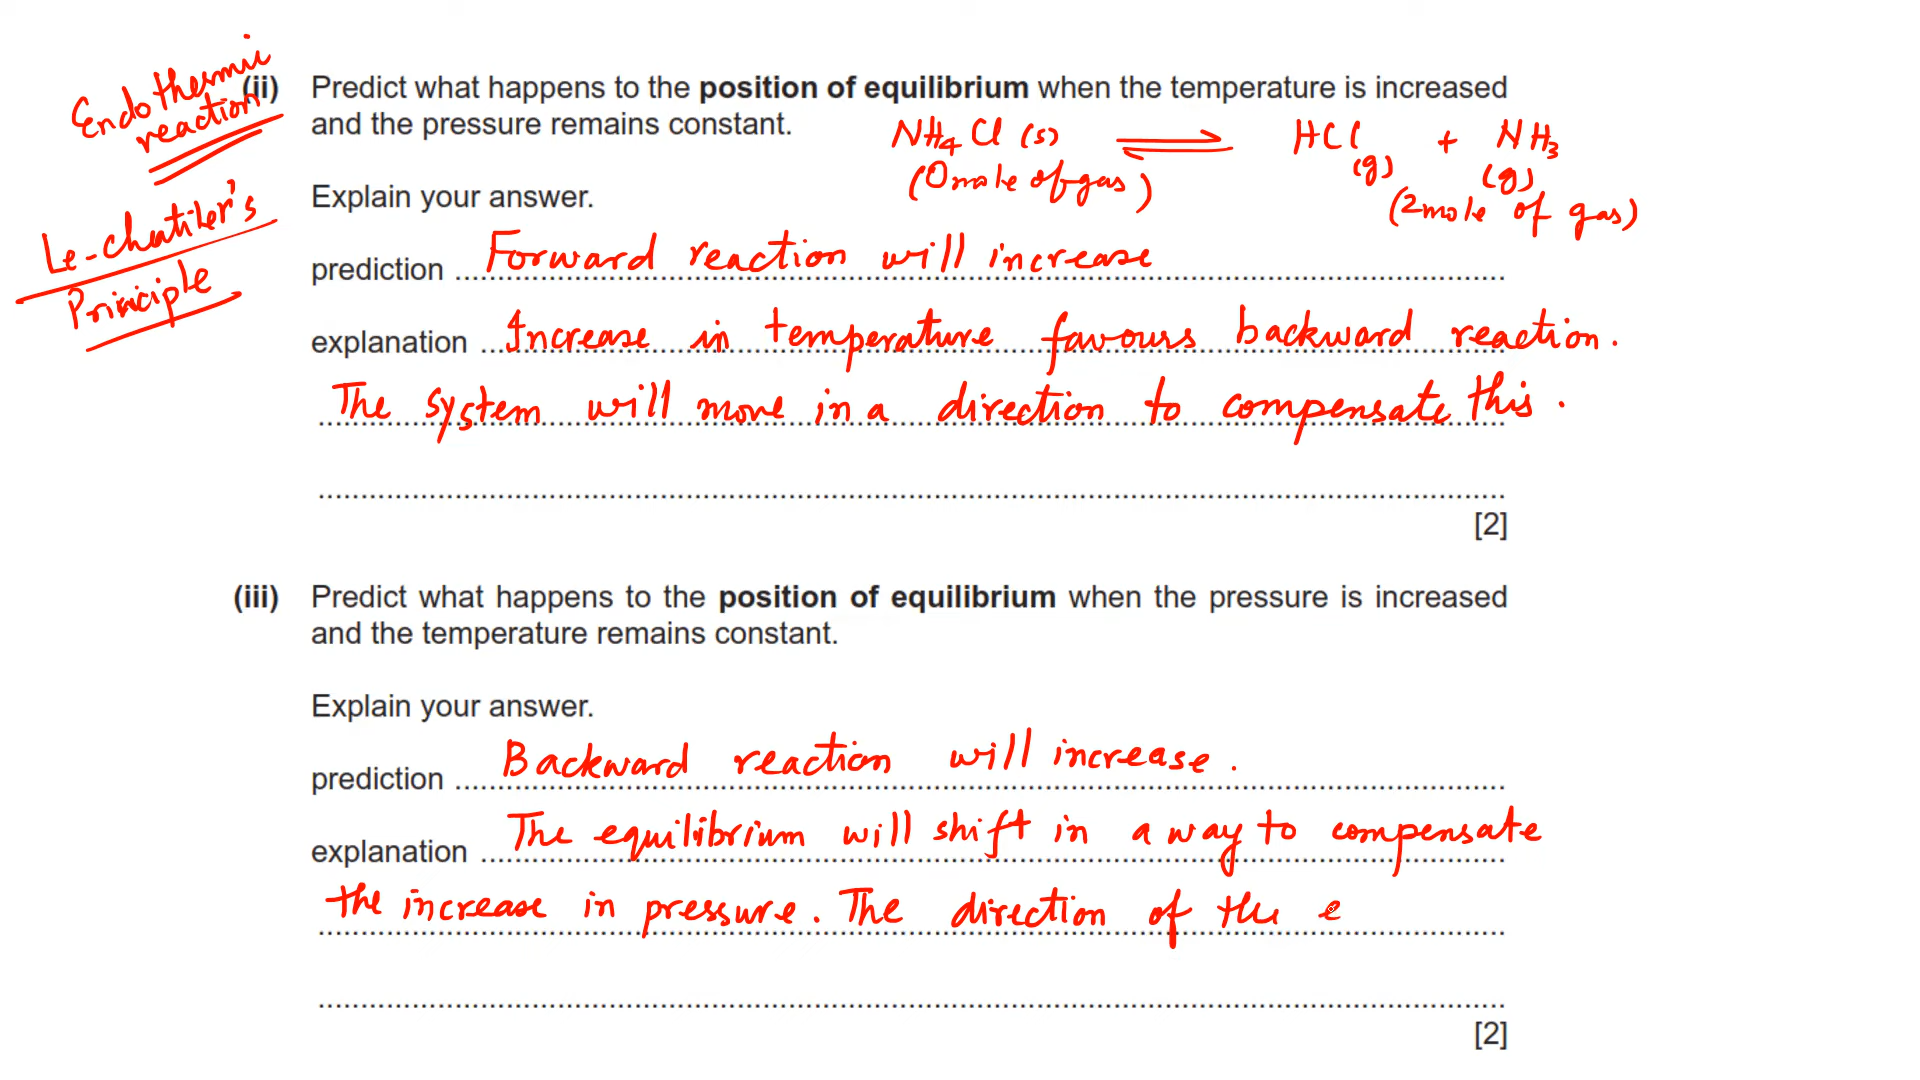 Endothermic
reaction
Le-chatiler's
Principle
(ii) Predict what happens to the position of equilibrium when the temperature is increased
and the pressure remains constant.
NH4Cl (s) ⇌ HCl (g) + NH3 (g)
(0 mole of gas)
(2 mole of gas)
Explain your answer.
prediction Forward reaction will increase
explanation Increase in temperature favours backward reaction.
The system will move in a direction to compensate this.
[2]
(iii) Predict what happens to the position of equilibrium when the pressure is increased
and the temperature remains constant.
Explain your answer.
prediction Backward reaction will increase.
explanation The equilibrium will shift in a way to compensate
the increase in pressure. The direction of the e
[2]